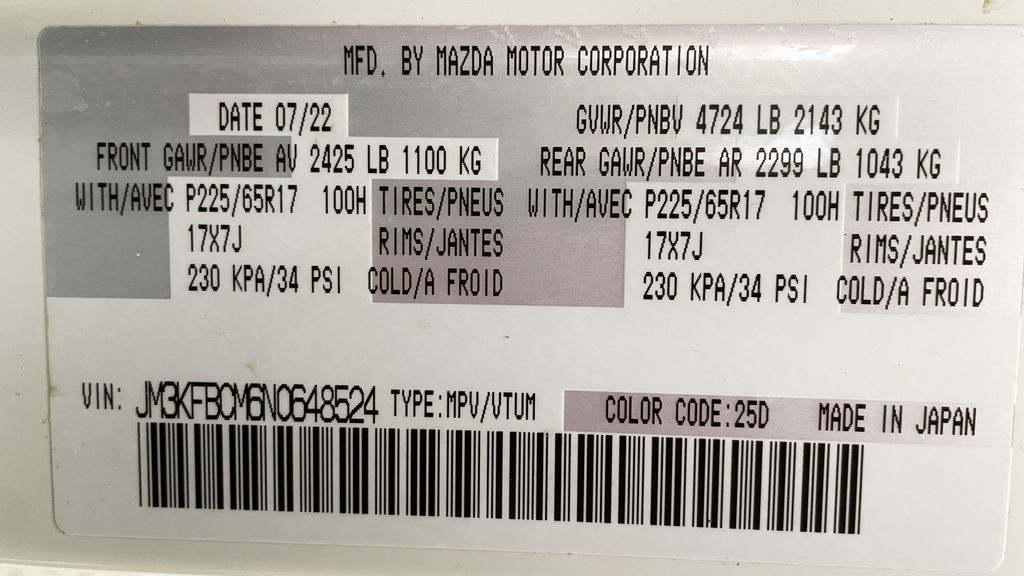 MFD. BY MAZDA MOTOR CORPORATION
DATE 07/22 GVWR/PNBV 4724 LB 2143 KG
FRONT GAWR/PNBE AV 2425 LB 1100 KG REAR GAWR/PNBE AR 2299 LB 1043 KG
WITH/AVEC P225/65R17 100H TIRES/PNEUS WITH/AVEC P225/65R17 100H TIRES/PNEUS
17X7J RIMS/JANTES 17X7J RIMS/JANTES
230 KPA/34 PSI COLD/A FROID 230 KPA/34 PSI COLD/A FROID
VIN: JM3KFBCM6N0648524 TYPE:MPV/VTUM COLOR CODE:25D MADE IN JAPAN